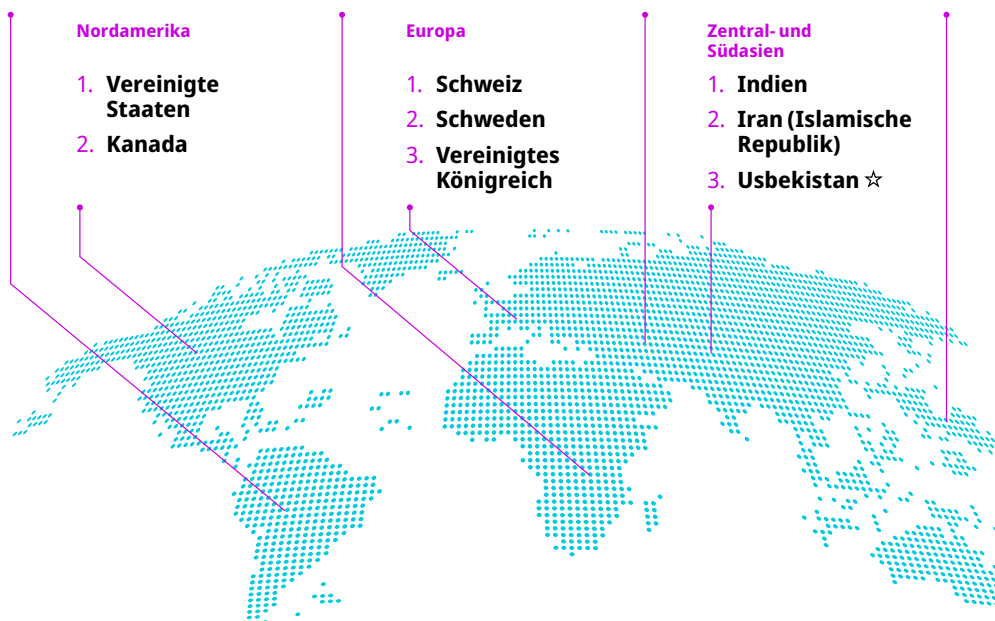 Nordamerika
1. Vereinigte
Staaten
2. Kanada
Europa
1. Schweiz
2. Schweden
3. Vereinigtes
Königreich
Zentral- und
Südasien
1. Indien
2. Iran (Islamische
Republik)
3. Usbekistan ☆